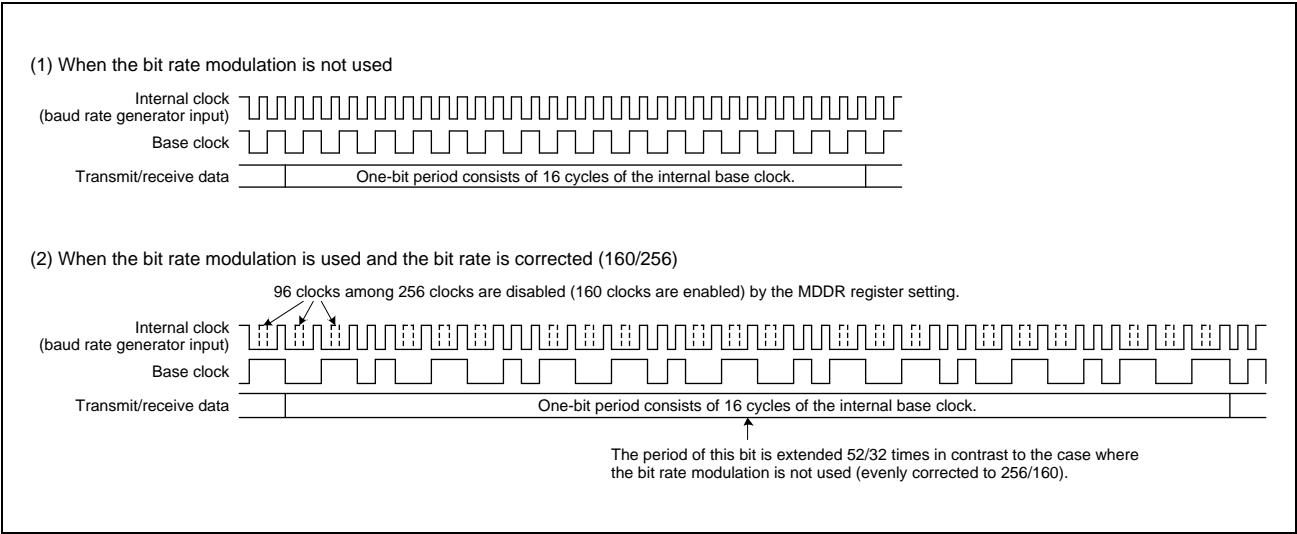 (1) When the bit rate modulation is not used
Internal clock
(baud rate generator input)
Base clock
Transmit/receive data
One-bit period consists of 16 cycles of the internal base clock.
(2) When the bit rate modulation is used and the bit rate is corrected (160/256)
96 clocks among 256 clocks are disabled (160 clocks are enabled) by the MDDR register setting.
Internal clock
(baud rate generator input)
Base clock
Transmit/receive data
One-bit period consists of 16 cycles of the internal base clock.
The period of this bit is extended 52/32 times in contrast to the case where
the bit rate modulation is not used (evenly corrected to 256/160).